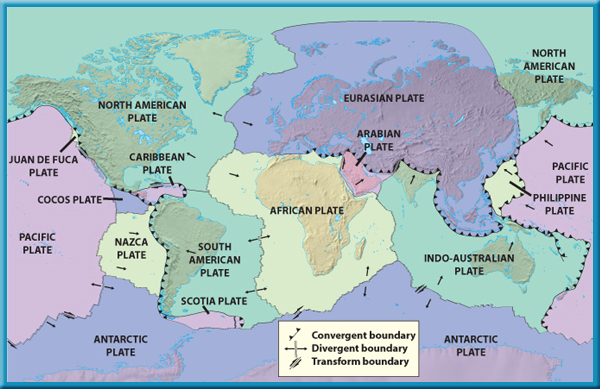 NORTH
AMERICAN
PLATE
EURASIAN PLATE
NORTH AMERICAN
PLATE
ARABIAN
PLATE
JUAN DE FUCA
PLATE
CARIBBEAN
PLATE
PACIFIC
PLATE
COCOS PLATE
PHILIPPINE
PLATE
AFRICAN PLATE
PACIFIC
PLATE
NAZCA
PLATE
SOUTH
AMERICAN
PLATE
INDO-AUSTRALIAN
PLATE
SCOTIA PLATE
ANTARCTIC
PLATE
Convergent boundary
Divergent boundary
Transform boundary
ANTARCTIC
PLATE